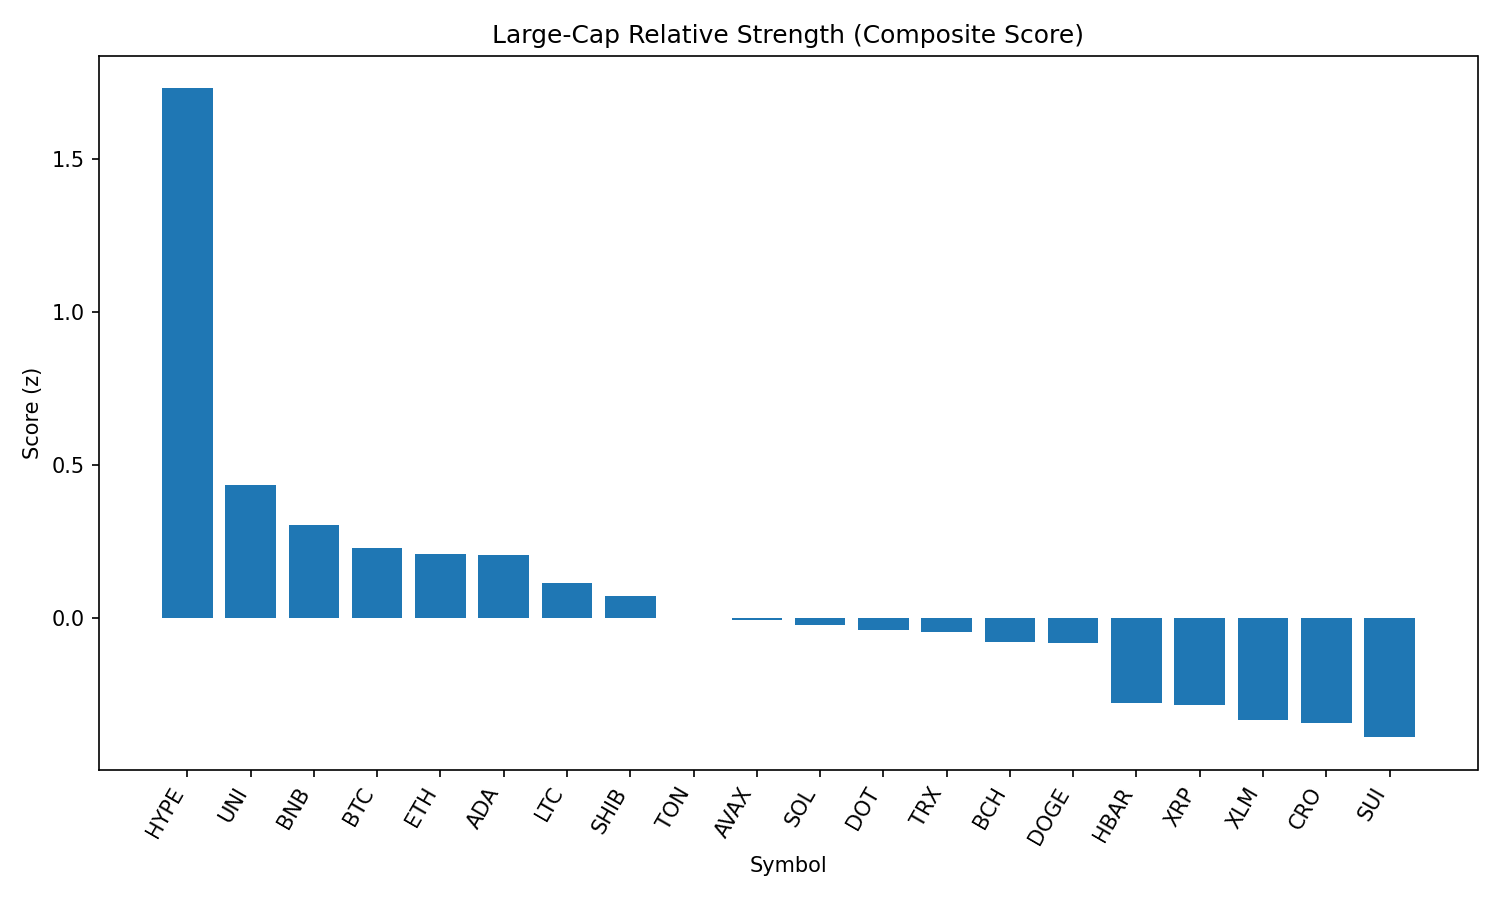 Large-Cap Relative Strength (Composite Score)
Score (z)
1.5
1.0
0.5
0.0
HYPE
UNI
BNB
BTC
ETH
ADA
LTC
SHIB
TON
AVAX
SOL
DOT
TRX
BCH
DOGE
HBAR
XRP
XLM
CRO
SUI
Symbol